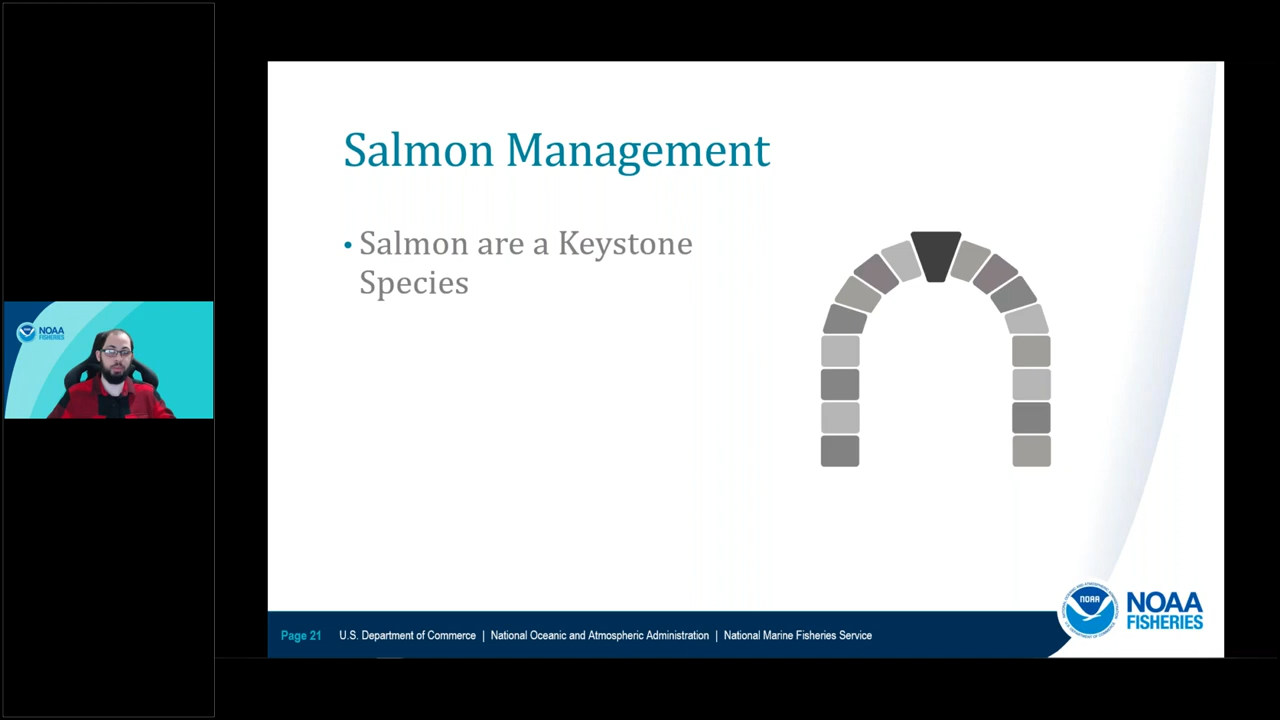 Salmon Management
• Salmon are a Keystone
Species
NOAA
FISHERIES
NOAA
NOAA
FISHERIES
Page 21 U.S. Department of Commerce | National Oceanic and Atmospheric Administration | National Marine Fisheries Service